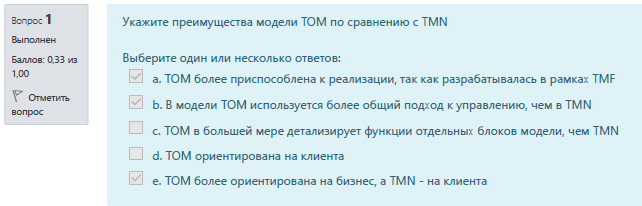 Вопрос 1
Выполнен
Баллов: 0,33 из
1,00
Отметить
вопрос
Укажите преимущества модели TOM по сравнению с TMN
Выберите один или несколько ответов:
a. TOM более приспособлена к реализации, так как разрабатывалась в рамках TMF
b. В модели TOM используется более общий подход к управлению, чем в TMN
c. TOM в большей мере детализирует функции отдельных блоков модели, чем TMN
d. TOM ориентирована на клиента
e. TOM более ориентирована на бизнес, а TMN - на клиента